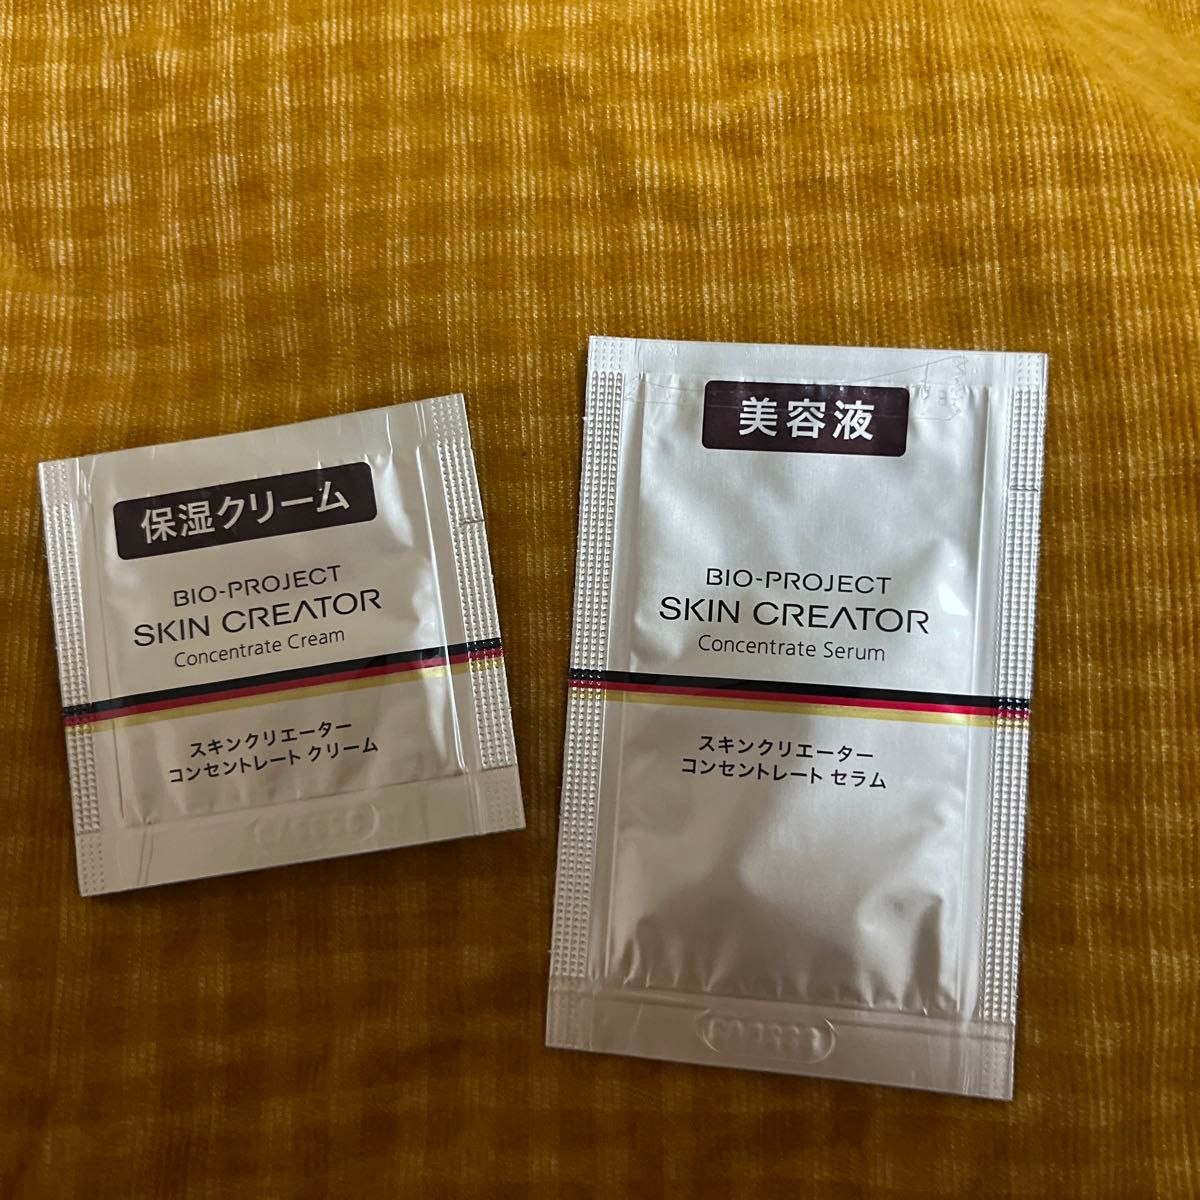 保湿クリーム
BIO-PROJECT
SKIN CREATOR
Concentrate Cream
スキンクリエーター
コンセントレート クリーム
美容液
BIO-PROJECT
SKIN CREATOR
Concentrate Serum
スキンクリエーター
コンセントレート セラム